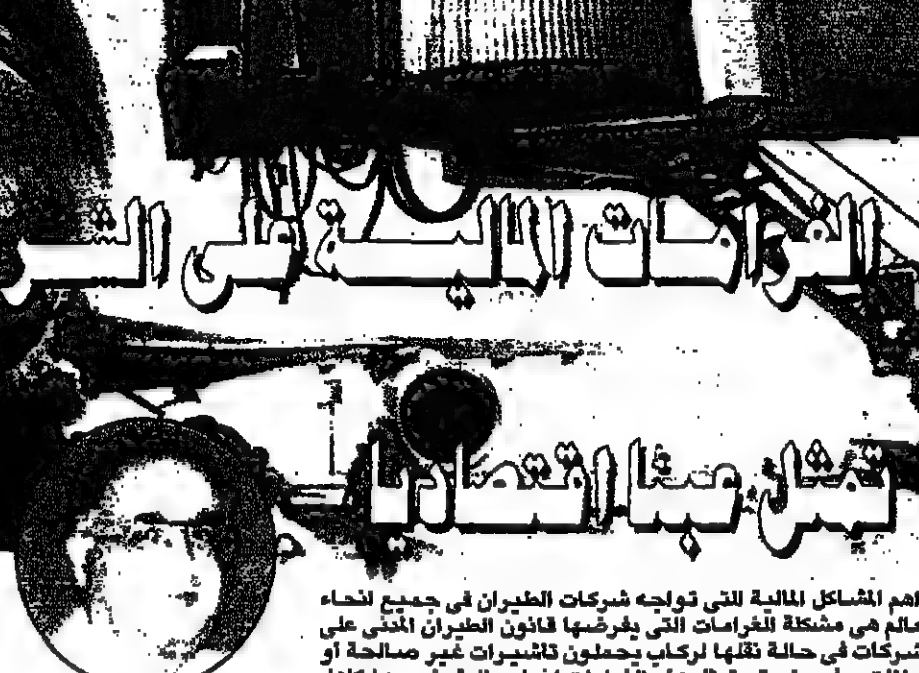 الغرامات المالية على الشر
تمثل عبئا اقتصاديا
اهم المشاكل المالية التى تواجه شركات الطيران فى جميع انحاء
عالم هى مشكلة الغرامات التى يفرضها قانون الطيران المدنى على
شركات فى حالة نقلها لركاب يحملون تاشيرات غير صالحة أو